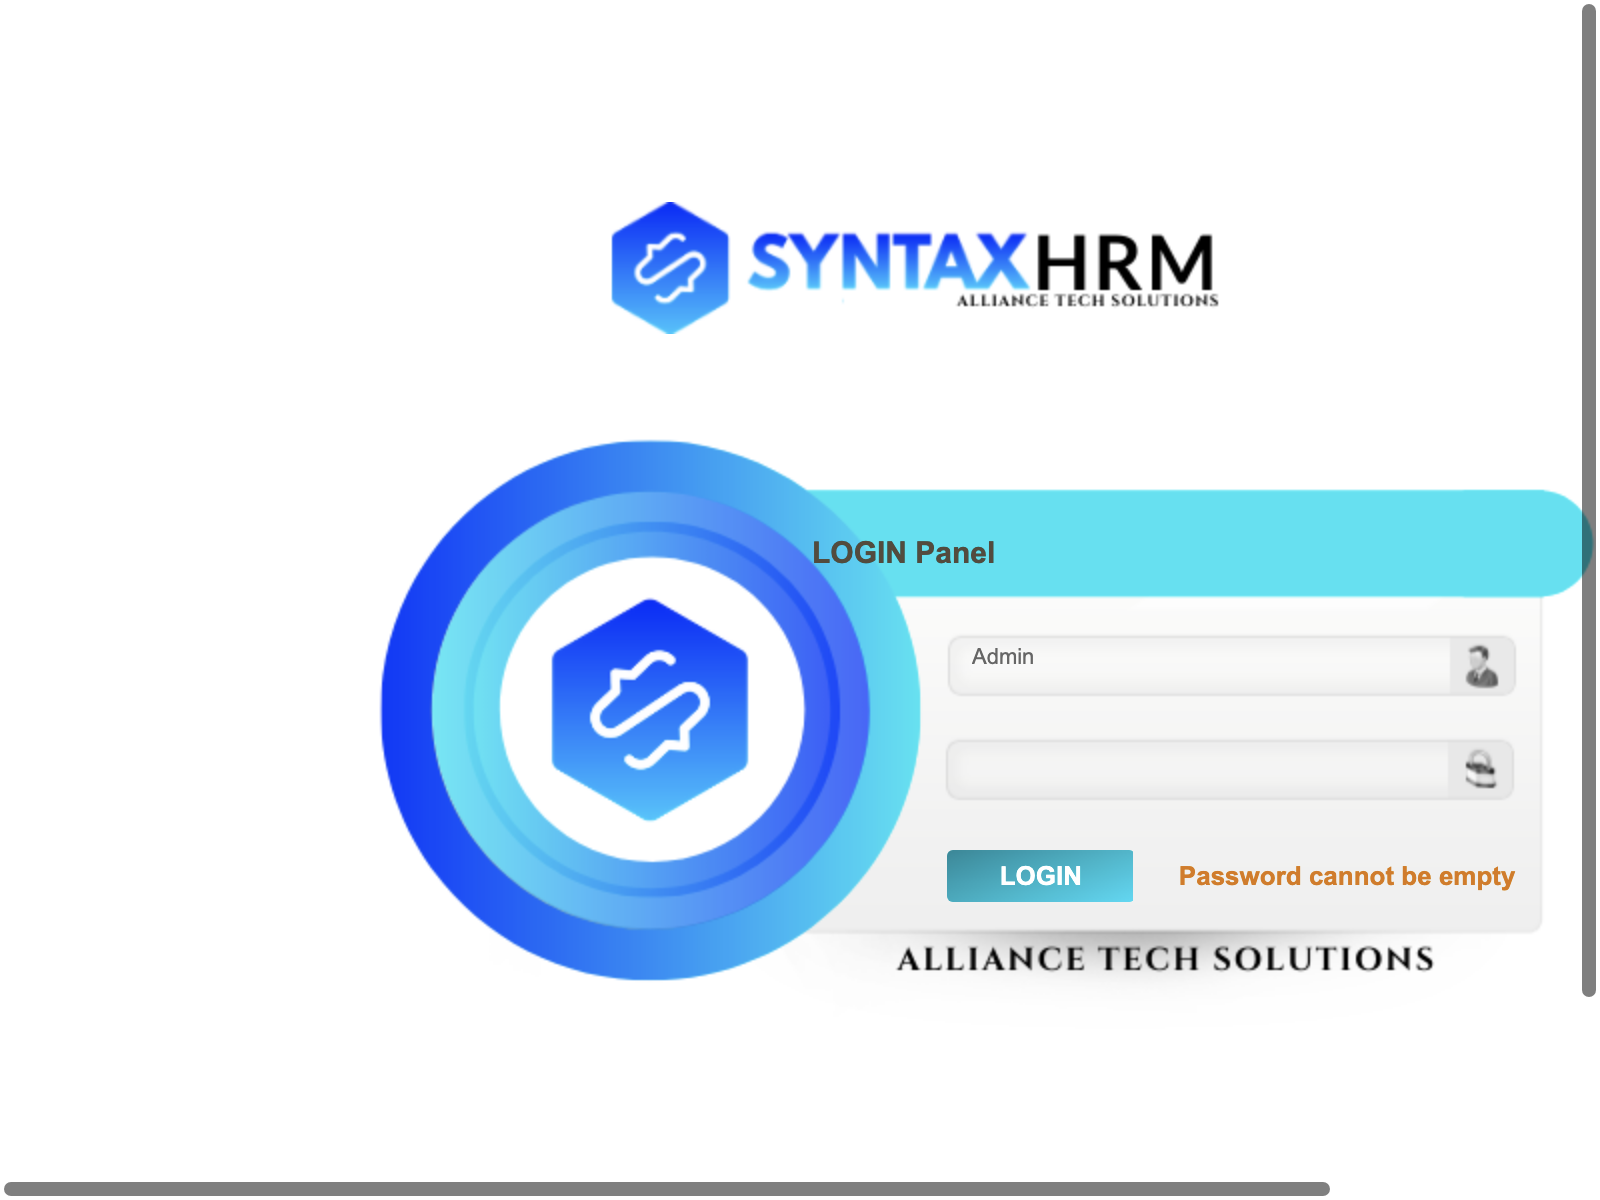 SYNTAXHRM
ALLIANCE TECH SOLUTIONS
LOGIN Panel
Admin
LOGIN
Password cannot be empty
ALLIANCE TECH SOLUTIONS